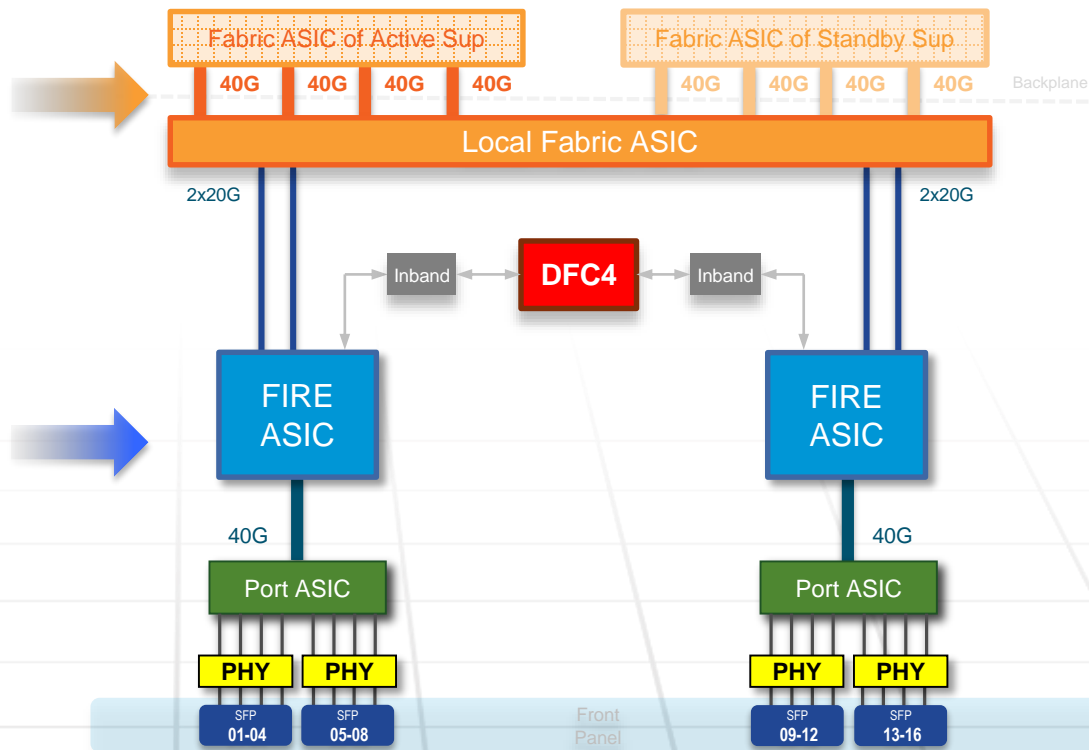 Fabric ASIC of Active Sup
Fabric ASIC of Standby Sup
40G 40G 40G 40G
40G 40G 40G 40G
Backplane
Local Fabric ASIC
2x20G
2x20G
Inband
DFC4
Inband
FIRE
ASIC
FIRE
ASIC
40G
40G
Port ASIC
Port ASIC
PHY
PHY
PHY
PHY
SFP
01-04
SFP
05-08
Front
Panel
SFP
09-12
SFP
13-16